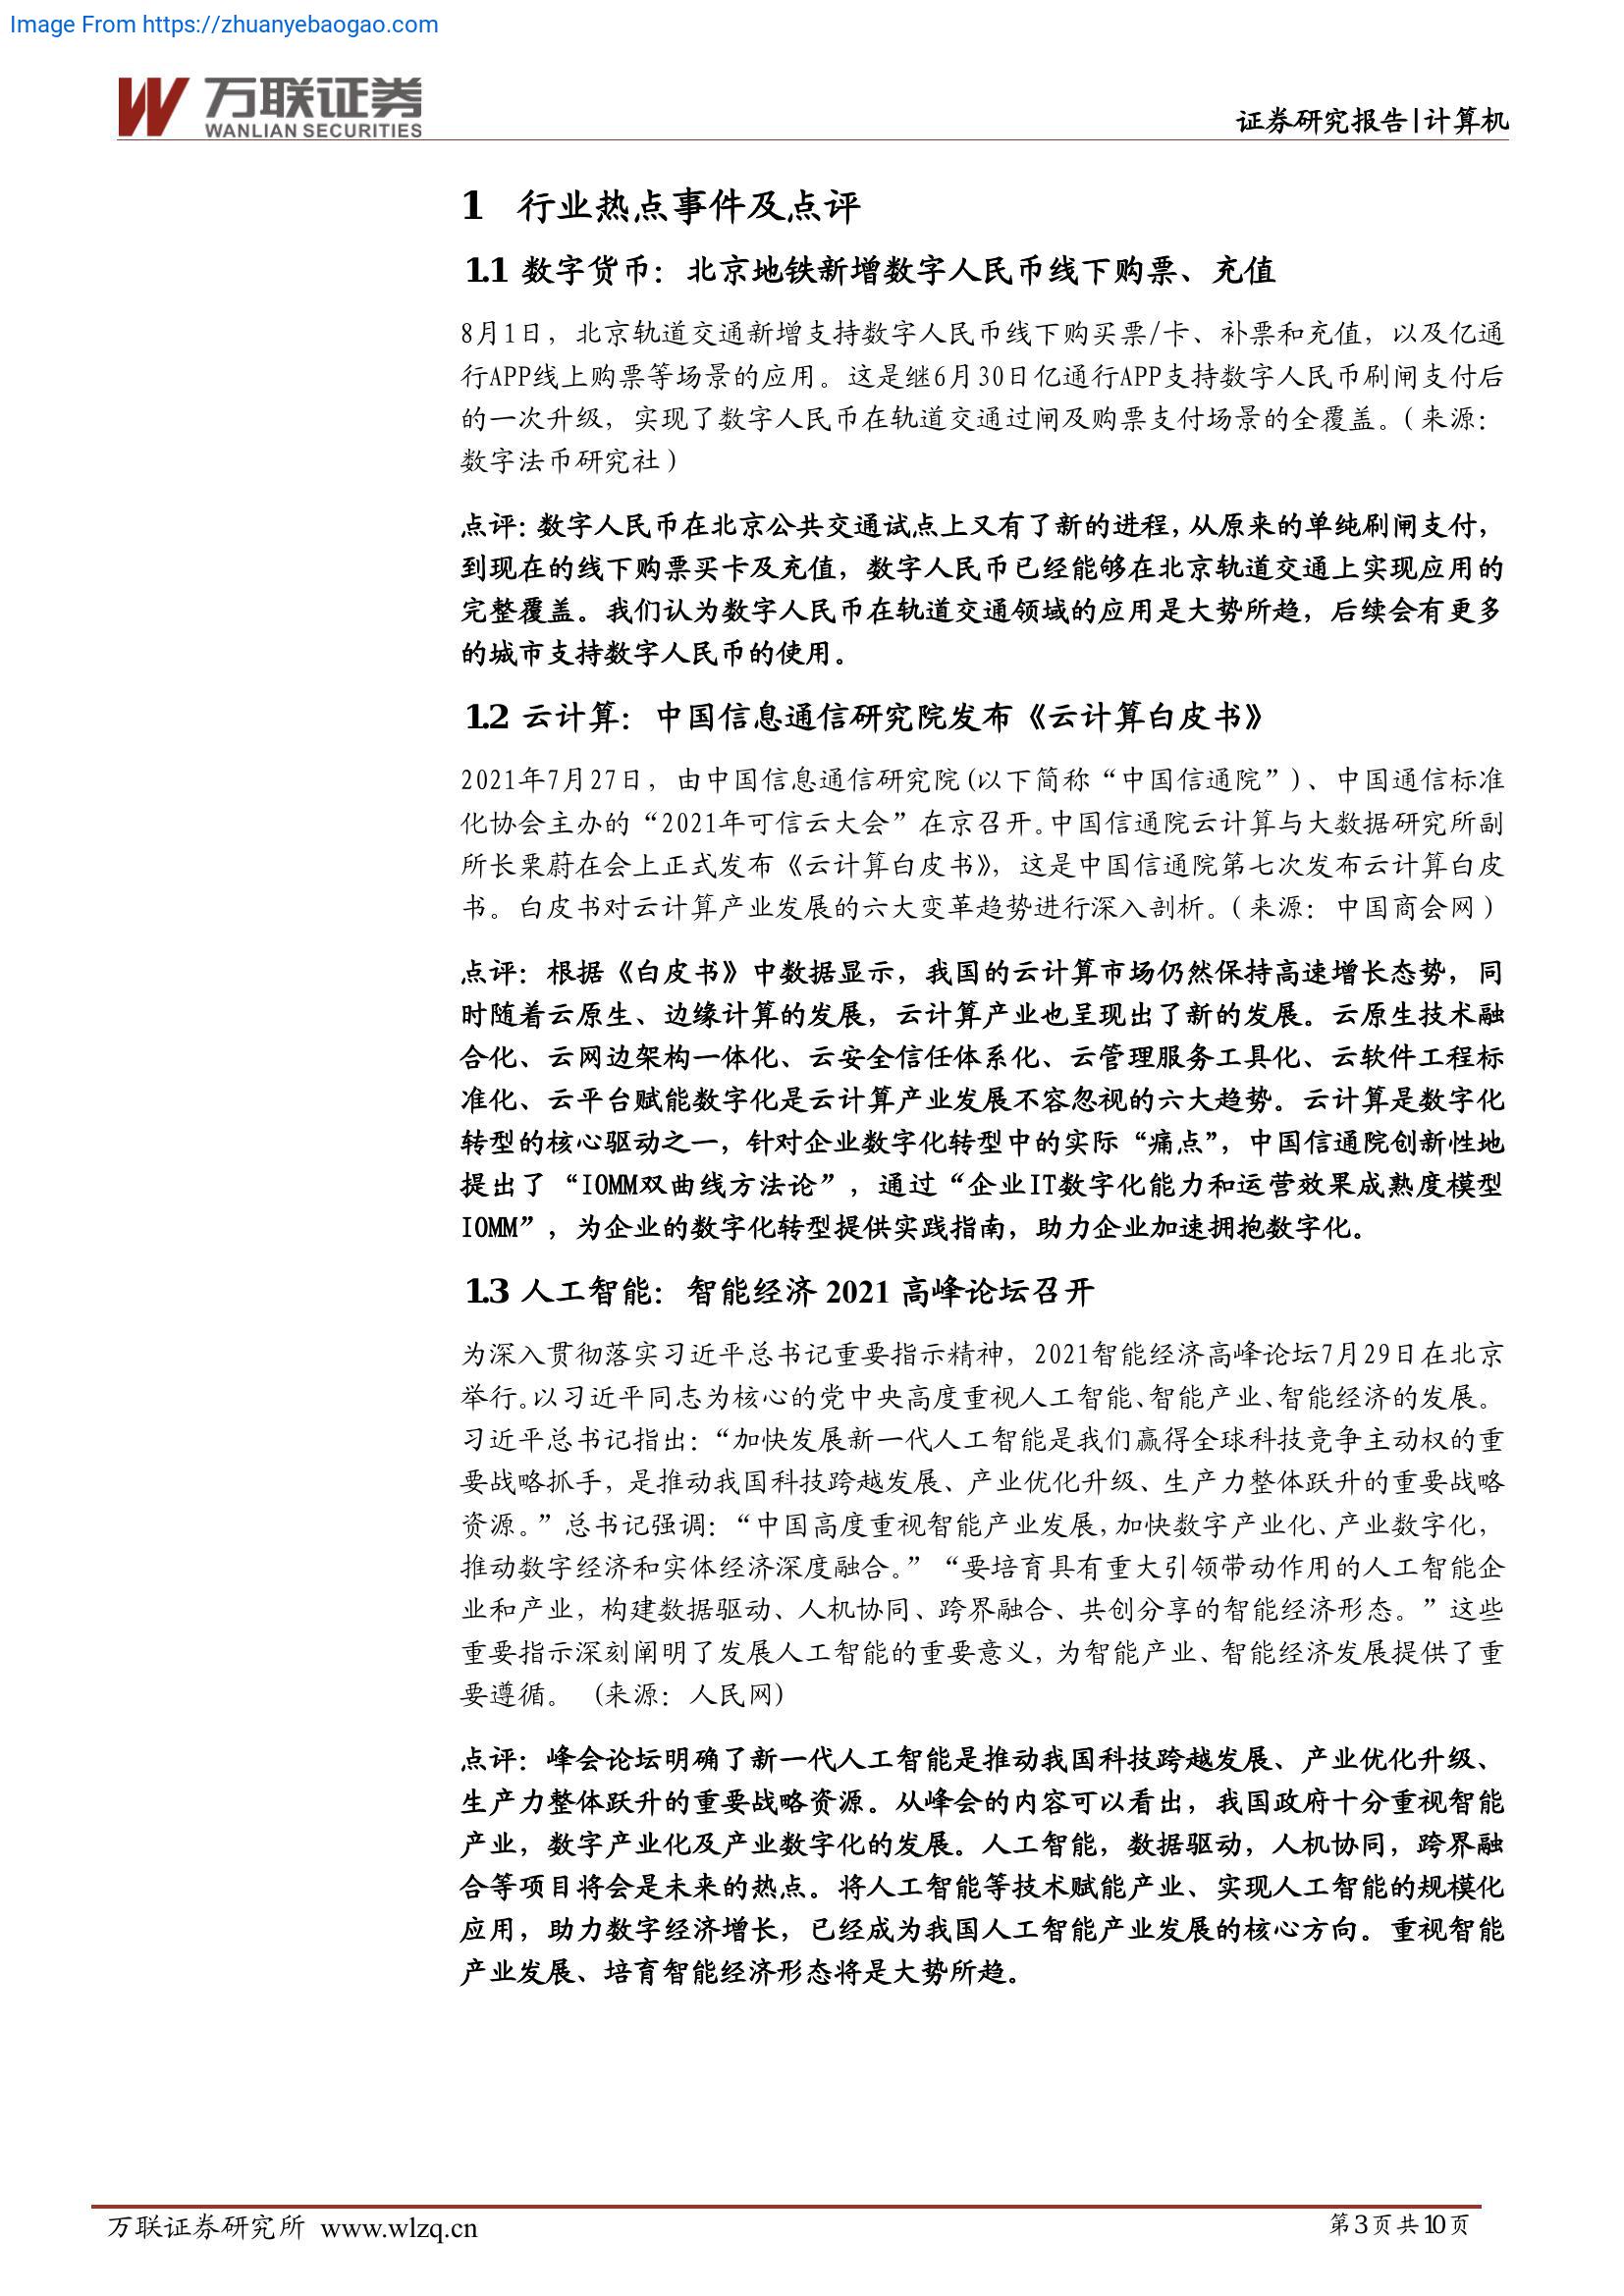 Image From https://zhuanyebaogao.com
万联证券
WANLIAN SECURITIES
证券研究报告|计算机
1 行业热点事件及点评
1.1 数字货币：北京地铁新增数字人民币线下购票、充值
8月1日，北京轨道交通新增支持数字人民币线下购买票/卡、补票和充值，以及亿通
行APP线上购票等场景的应用。这是继6月30日亿通行APP支持数字人民币刷闸支付后
的一次升级，实现了数字人民币在轨道交通过闸及购票支付场景的全覆盖。（来源：
数字法币研究社）
点评：数字人民币在北京公共交通试点上又有了新的进程，从原来的单纯刷闸支付，
到现在的线下购票买卡及充值，数字人民币已经能够在北京轨道交通上实现应用的
完整覆盖。我们认为数字人民币在轨道交通领域的应用是大势所趋，后续会有更多
的城市支持数字人民币的使用。
1.2 云计算：中国信息通信研究院发布《云计算白皮书》
2021年7月27日，由中国信息通信研究院(以下简称“中国信通院”)、中国通信标准
化协会主办的“2021年可信云大会”在京召开。中国信通院云计算与大数据研究所副
所长栗蔚在会上正式发布《云计算白皮书》，这是中国信通院第七次发布云计算白皮
书。白皮书对云计算产业发展的六大变革趋势进行深入剖析。（来源：中国商会网）
点评：根据《白皮书》中数据显示，我国的云计算市场仍然保持高速增长态势，同
时随着云原生、边缘计算的发展，云计算产业也呈现出了新的发展。云原生技术融
合化、云网边架构一体化、云安全信任体系化、云管理服务工具化、云软件工程标
准化、云平台赋能数字化是云计算产业发展不容忽视的六大趋势。云计算是数字化
转型的核心驱动之一，针对企业数字化转型中的实际“痛点”，中国信通院创新性地
提出了“IOMM双曲线方法论”，通过“企业IT数字化能力和运营效果成熟度模型
IOMM”，为企业的数字化转型提供实践指南，助力企业加速拥抱数字化。
1.3 人工智能：智能经济 2021 高峰论坛召开
为深入贯彻落实习近平总书记重要指示精神，2021智能经济高峰论坛7月29日在北京
举行。以习近平同志为核心的党中央高度重视人工智能、智能产业、智能经济的发展。
习近平总书记指出：“加快发展新一代人工智能是我们赢得全球科技竞争主动权的重
要战略抓手，是推动我国科技跨越发展、产业优化升级、生产力整体跃升的重要战略
资源。”总书记强调：“中国高度重视智能产业发展，加快数字产业化、产业数字化，
推动数字经济和实体经济深度融合。”“要培育具有重大引领带动作用的人工智能企
业和产业，构建数据驱动、人机协同、跨界融合、共创分享的智能经济形态。”这些
重要指示深刻阐明了发展人工智能的重要意义，为智能产业、智能经济发展提供了重
要遵循。 (来源：人民网)
点评：峰会论坛明确了新一代人工智能是推动我国科技跨越发展、产业优化升级、
生产力整体跃升的重要战略资源。从峰会的内容可以看出，我国政府十分重视智能
产业，数字产业化及产业数字化的发展。人工智能，数据驱动，人机协同，跨界融
合等项目将会是未来的热点。将人工智能等技术赋能产业、实现人工智能的规模化
应用，助力数字经济增长，已经成为我国人工智能产业发展的核心方向。重视智能
产业发展、培育智能经济形态将是大势所趋。
万联证券研究所 www.wlzq.cn
第3页共10页